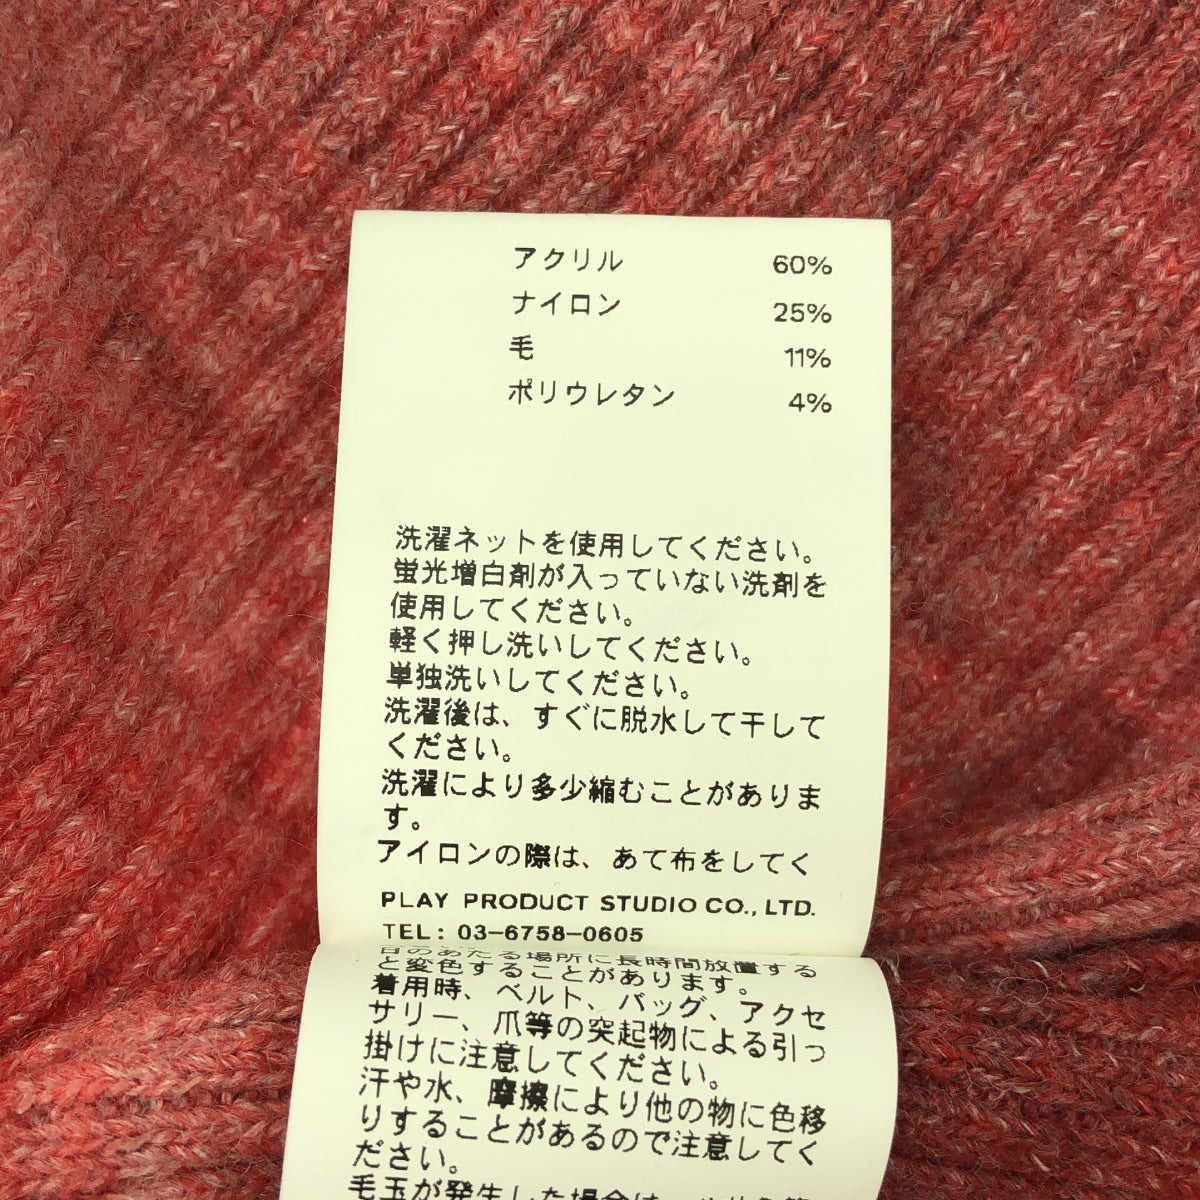 アクリル 60%
ナイロン 25%
毛 11%
ポリウレタン 4%
洗濯ネットを使用してください。
蛍光増白剤が入っていない洗剤を
使用してください。
軽く押し洗いしてください。
単独洗いしてください。
洗濯後は、すぐに脱水して干して
ください。
洗濯により多少縮むことがありま
す。
アイロンの際は、あて布をしてく
PLAY PRODUCT STUDIO CO., LTD.
TEL: 03-6758-0605
日のあたる場所に長時間放置する
と変色することがあります。
着用時、ベルト、バッグ、アクセ
サリー、爪等の突起物による引っ
掛けに注意してください。
汗や水、摩擦により他の物に色移
りすることがあるので注意してく
ださい。
毛玉が発生した場合は、